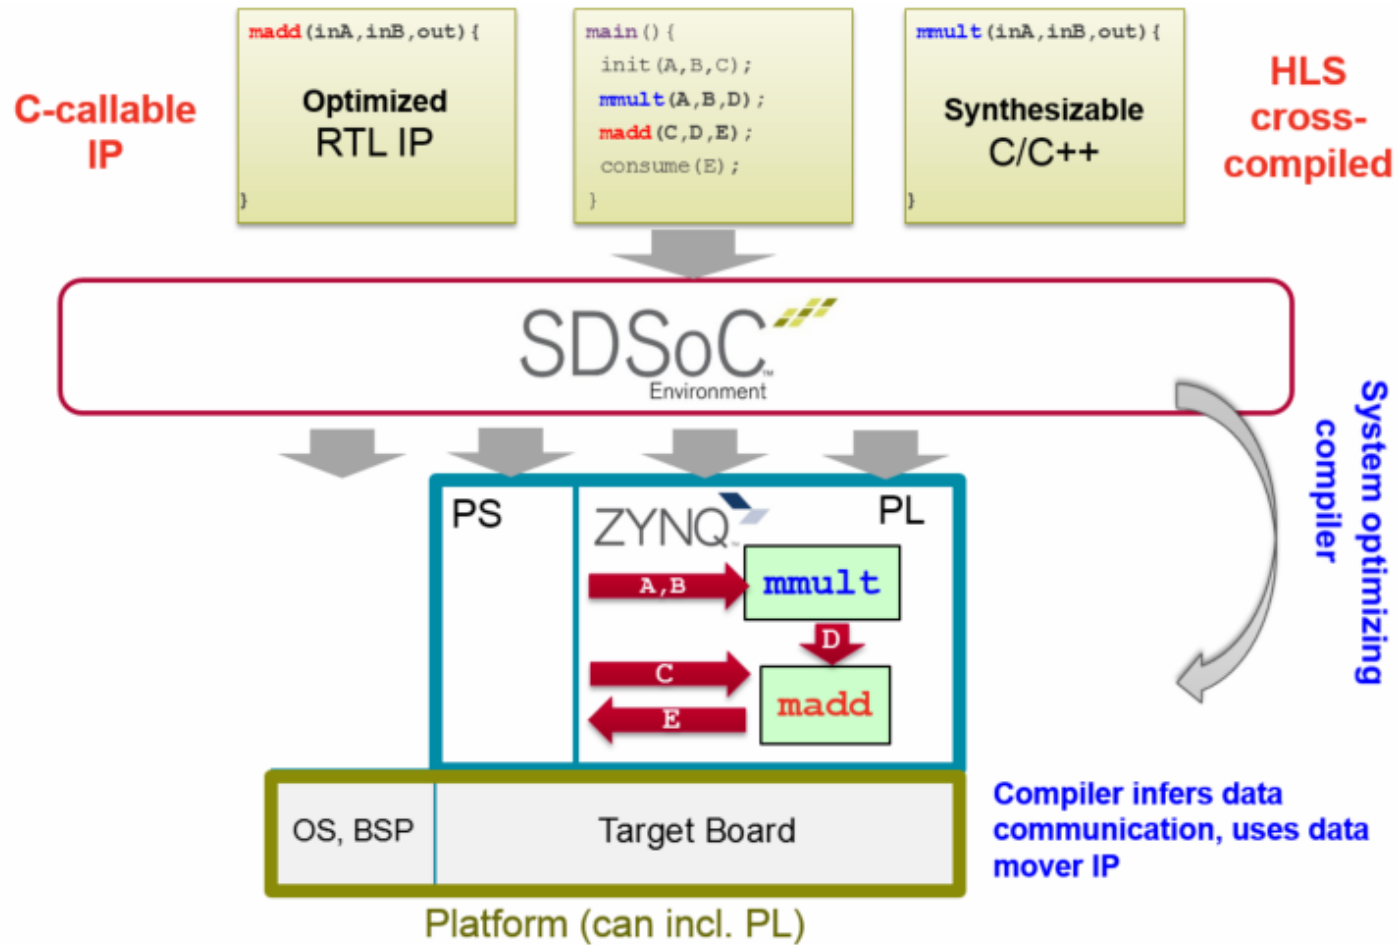 C-callable
IP
madd(inA,inB,out){
Optimized
RTL IP
}
main(){
init(A,B,C);
mmult(A,B,D);
madd(C,D,E);
consume(E);
}
mmult(inA,inB,out){
Synthesizable
C/C++
}
HLS
cross-
compiled
SDSoC™
Environment
System optimizing
compiler
PS
ZYNQ™
PL
A,B
mmult
D
C
madd
E
OS, BSP
Target Board
Compiler infers data
communication, uses data
mover IP
Platform (can incl. PL)